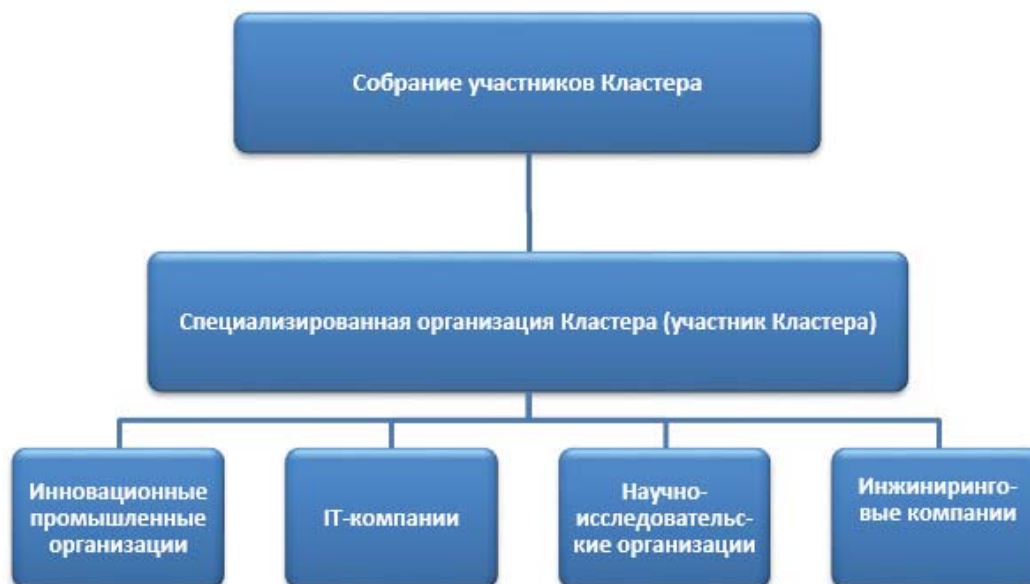 Собрание участников Кластера
Специализированная организация Кластера (участник Кластера)
Инновационные
промышленные
организации
IT-компании
Научно-
исследовательс-
кие организации
Инжиниринго-
вые компании